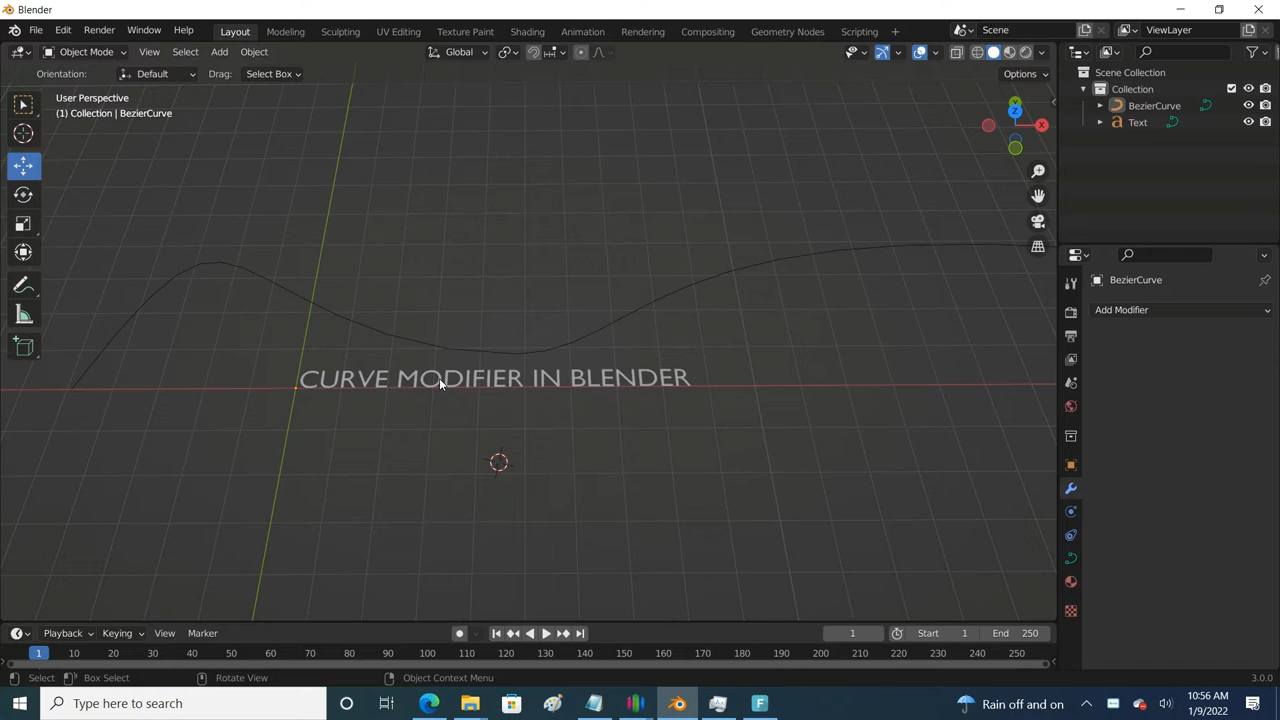 Blender
File Edit Render Window Help Layout Modeling Sculpting UV Editing Texture Paint Shading Animation Rendering Compositing Geometry Nodes Scripting + Scene ViewLayer
Object Mode View Select Add Object Global
Orientation: Default Drag: Select Box Options
User Perspective
(1) Collection | BezierCurve
Y
Z
X
Scene Collection
Collection
BezierCurve
Text
BezierCurve
Add Modifier
CURVE MODIFIER IN BLENDER
Playback Keying View Marker 1 Start 1 End 250
1 10 20 30 40 50 60 70 80 90 100 110 120 130 140 150 160 170 180 190 200 210 220 230 240 250
Select Box Select Rotate View Object Context Menu 3.0.0
Type here to search
Rain off and on
10:56 AM
1/9/2022